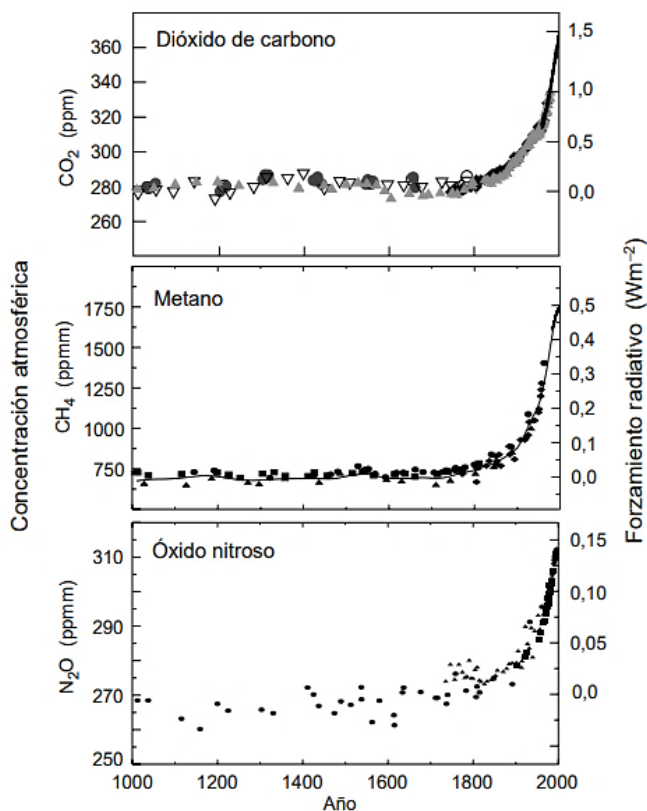 Concentración atmosférica
Dióxido de carbono
CO₂ (ppm)
360
340
320
300
280
260
1,5
1,0
0,5
0,0
Metano
CH₄ (ppmm)
1750
1500
1250
1000
750
0,5
0,4
0,3
0,2
0,1
0,0
Óxido nitroso
N₂O (ppmm)
310
290
270
250
0,15
0,10
0,05
0,0
1000 1200 1400 1600 1800 2000
Año
Forzamiento radiativo (Wm⁻²)